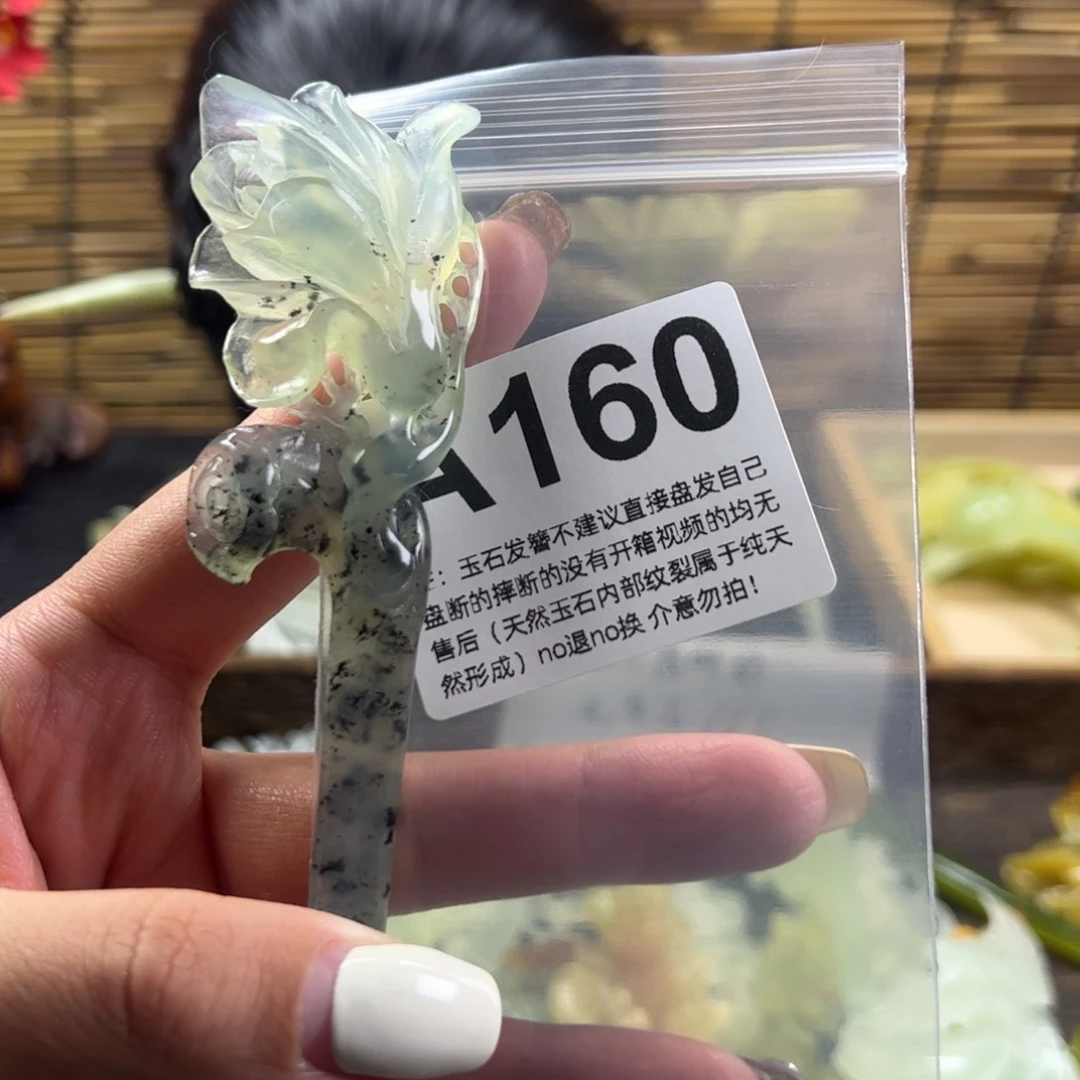 A160
：玉石发簪不建议直接盘发自己
盘断的摔断的没有开箱视频的均无
售后（天然玉石内部纹裂属于纯天
然形成）no退no换 介意勿拍！